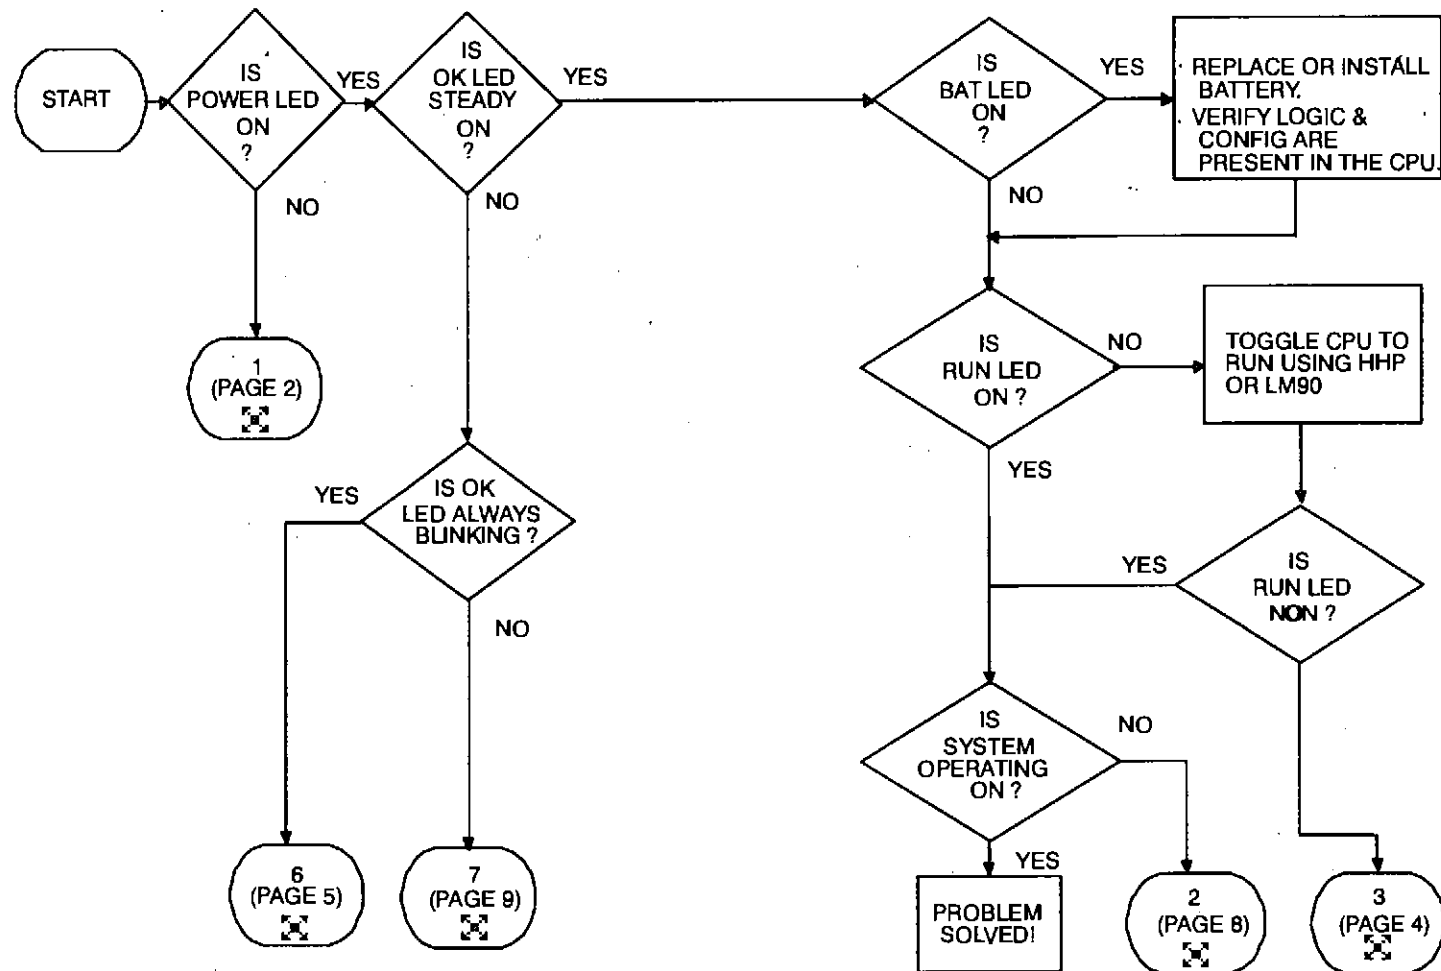 START
IS
POWER LED
ON
?
YES
NO
1
(PAGE 2)
IS
OK LED
STEADY
ON
?
YES
NO
IS OK
LED ALWAYS
BLINKING ?
YES
NO
6
(PAGE 5)
7
(PAGE 9)
IS
BAT LED
ON
?
YES
NO
REPLACE OR INSTALL
BATTERY.
VERIFY LOGIC &
CONFIG ARE
PRESENT IN THE CPU.
IS
RUN LED
ON ?
NO
YES
TOGGLE CPU TO
RUN USING HHP
OR LM90
IS
RUN LED
NON ?
YES
IS
SYSTEM
OPERATING
ON ?
NO
YES
PROBLEM
SOLVED!
2
(PAGE 8)
3
(PAGE 4)